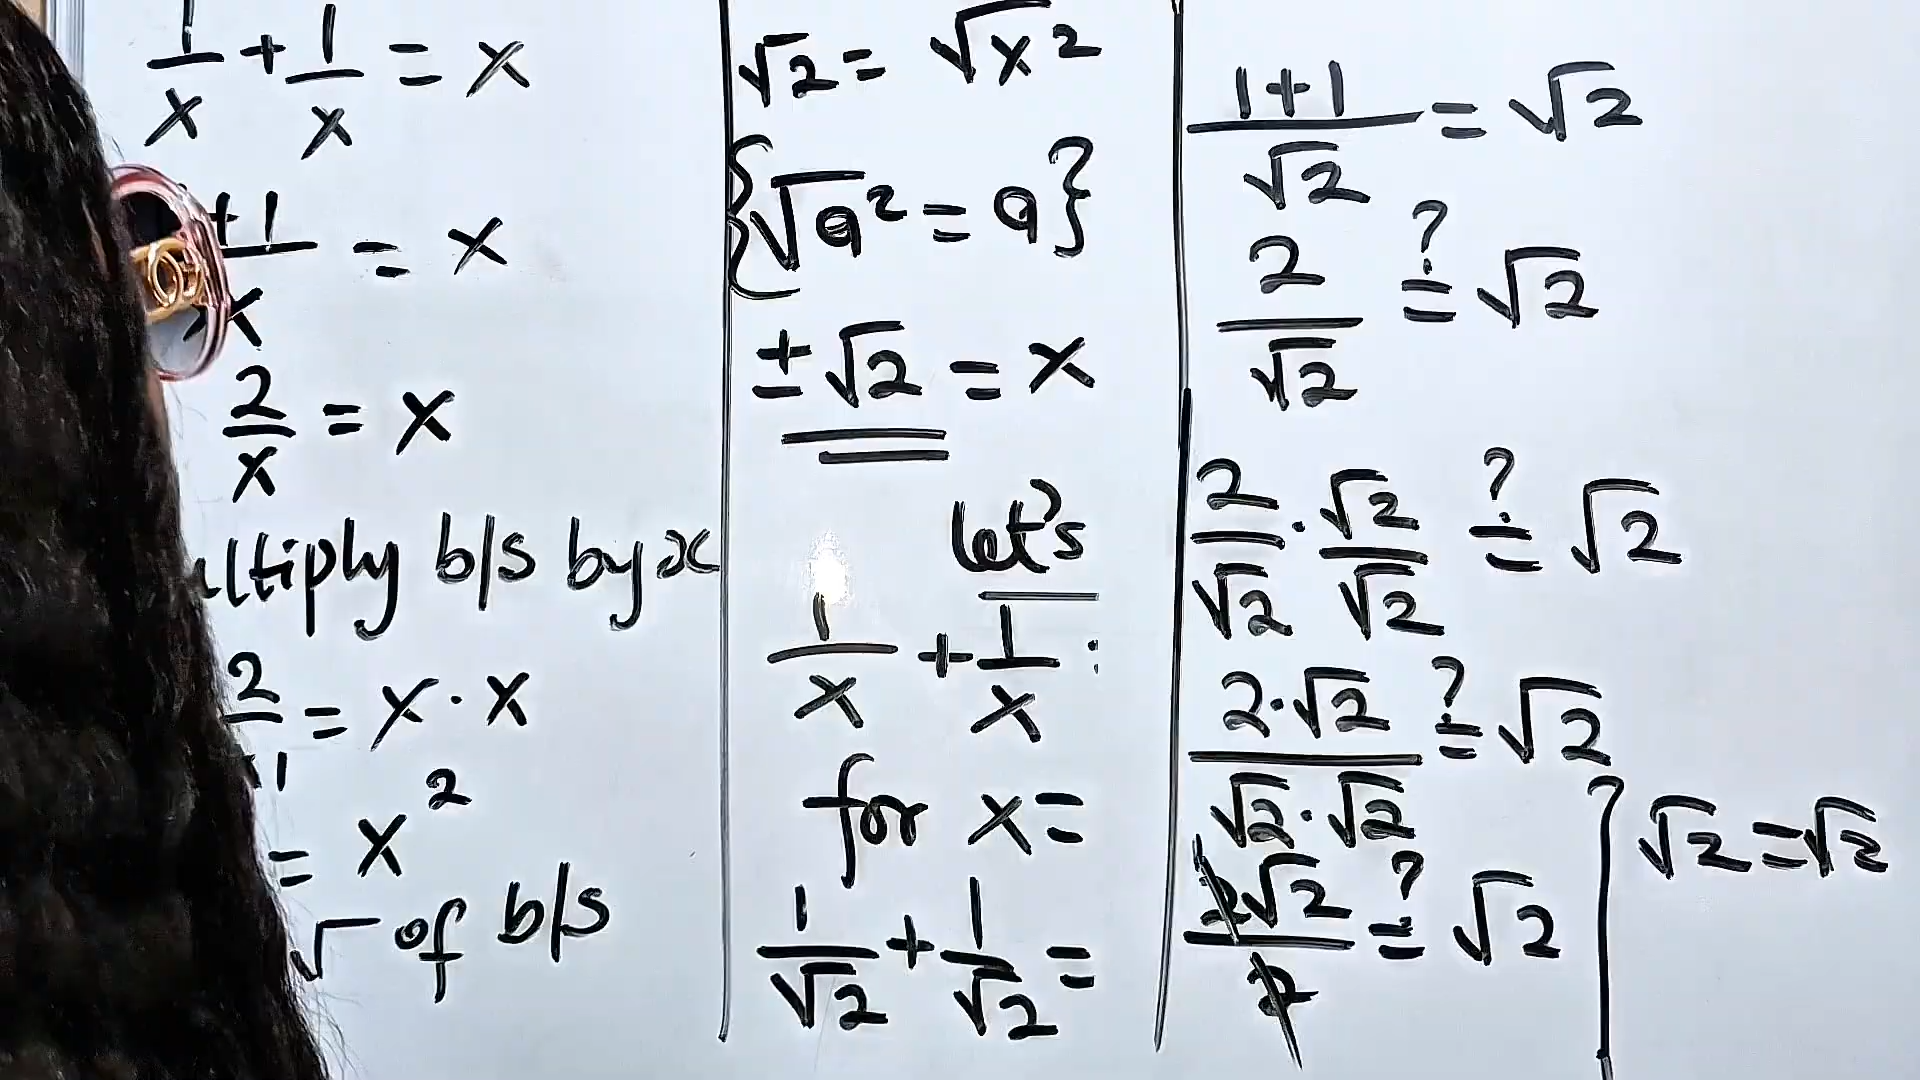 1/x + 1/x = x
+1/x = x
2/x = x
ltiply b/s by x
2/1 = x · x
= x²
√ of b/s
√2 = √x²
{√a² = a}
± √2 = x
let's
1/x + 1/x :
for x =
1/√2 + 1/√2 =
1+1/√2 = √2
2/√2 ≟ √2
2/√2 · √2/√2 ≟ √2
2·√2/√2·√2 ≟ √2
2√2/2 ≟ √2
√2 = √2